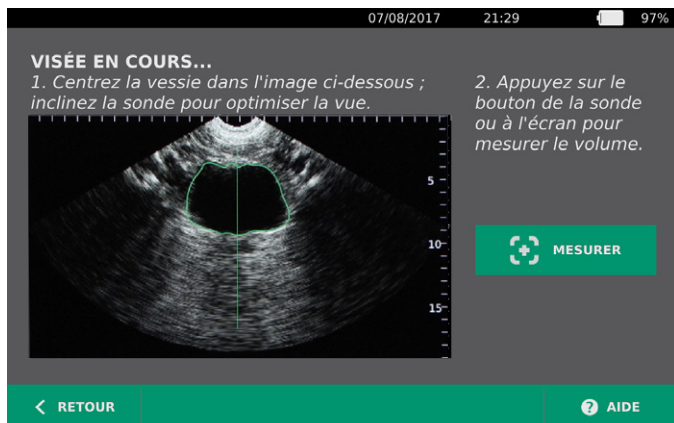 07/08/2017 21:29 97%
VISÉE EN COURS...
1. Centrez la vessie dans l'image ci-dessous ;
inclinez la sonde pour optimiser la vue.
2. Appuyez sur le
bouton de la sonde
ou à l'écran pour
mesurer le volume.
5
10
15
MESURER
RETOUR
? AIDE